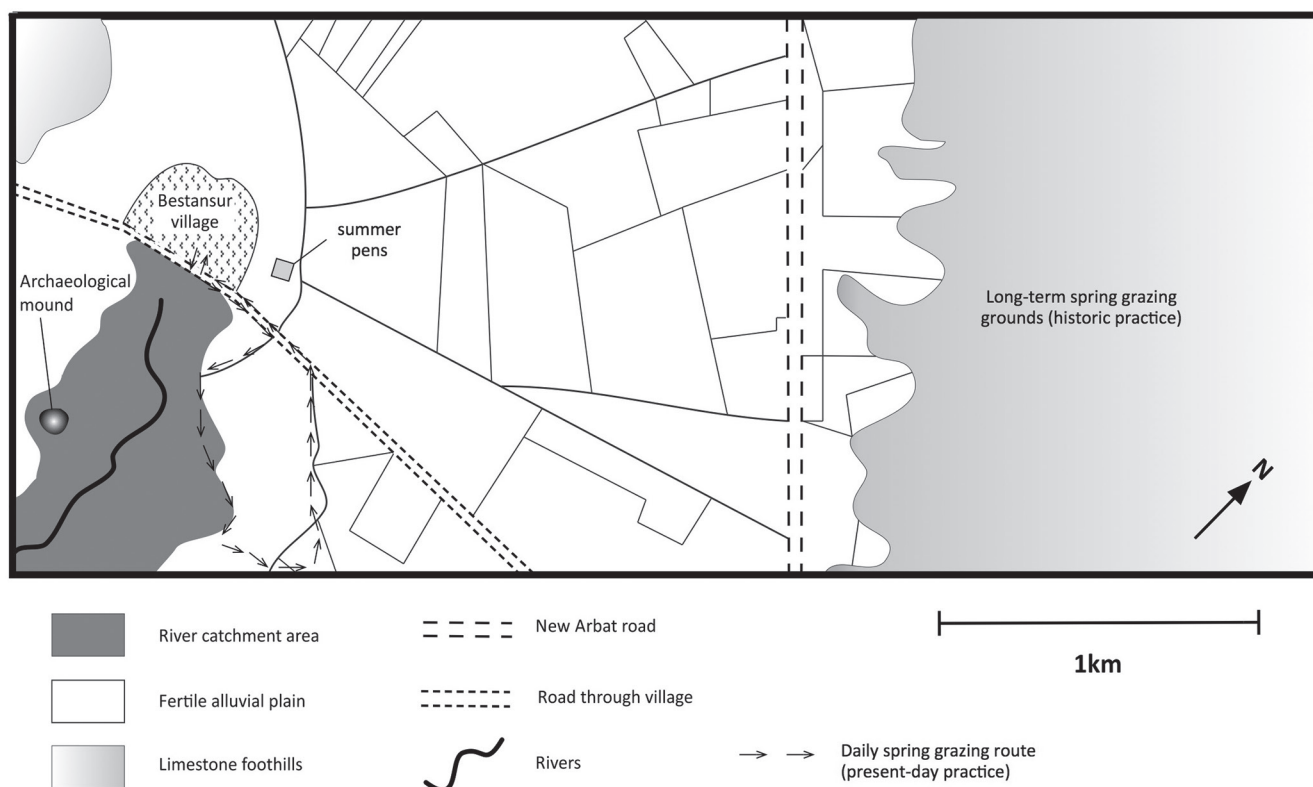 Bestansur
village
summer
pens
Archaeological
mound
Long-term spring grazing
grounds (historic practice)
N
River catchment area
New Arbat road
1km
Fertile alluvial plain
Road through village
Limestone foothills
Rivers
Daily spring grazing route
(present-day practice)